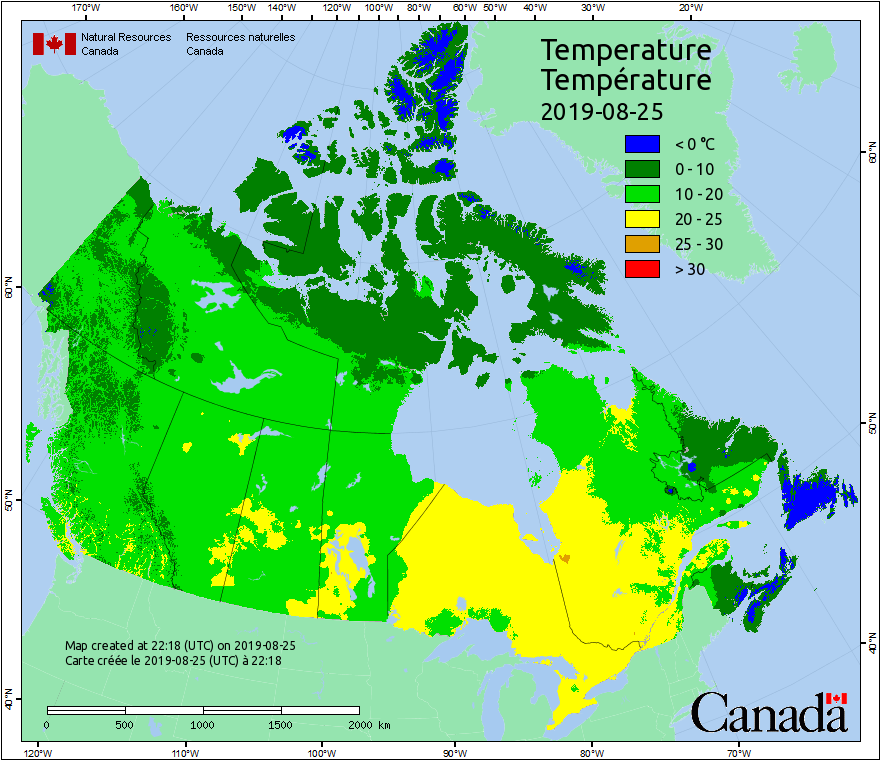 170°W 160°W 150°W 140°W 120°W 110°W 100°W 80°W 60°W 50°W 40°W 30°W 20°W
Natural Resources Canada
Ressources naturelles Canada
Temperature
Température
2019-08-25
< 0 °C
0 - 10
10 - 20
20 - 25
25 - 30
> 30
60°N
60°N
50°N
50°N
40°N
40°N
Map created at 22:18 (UTC) on 2019-08-25
Carte créée le 2019-08-25 (UTC) à 22:18
0 500 1000 1500 2000 km
Canada
120°W 110°W 100°W 90°W 80°W 70°W